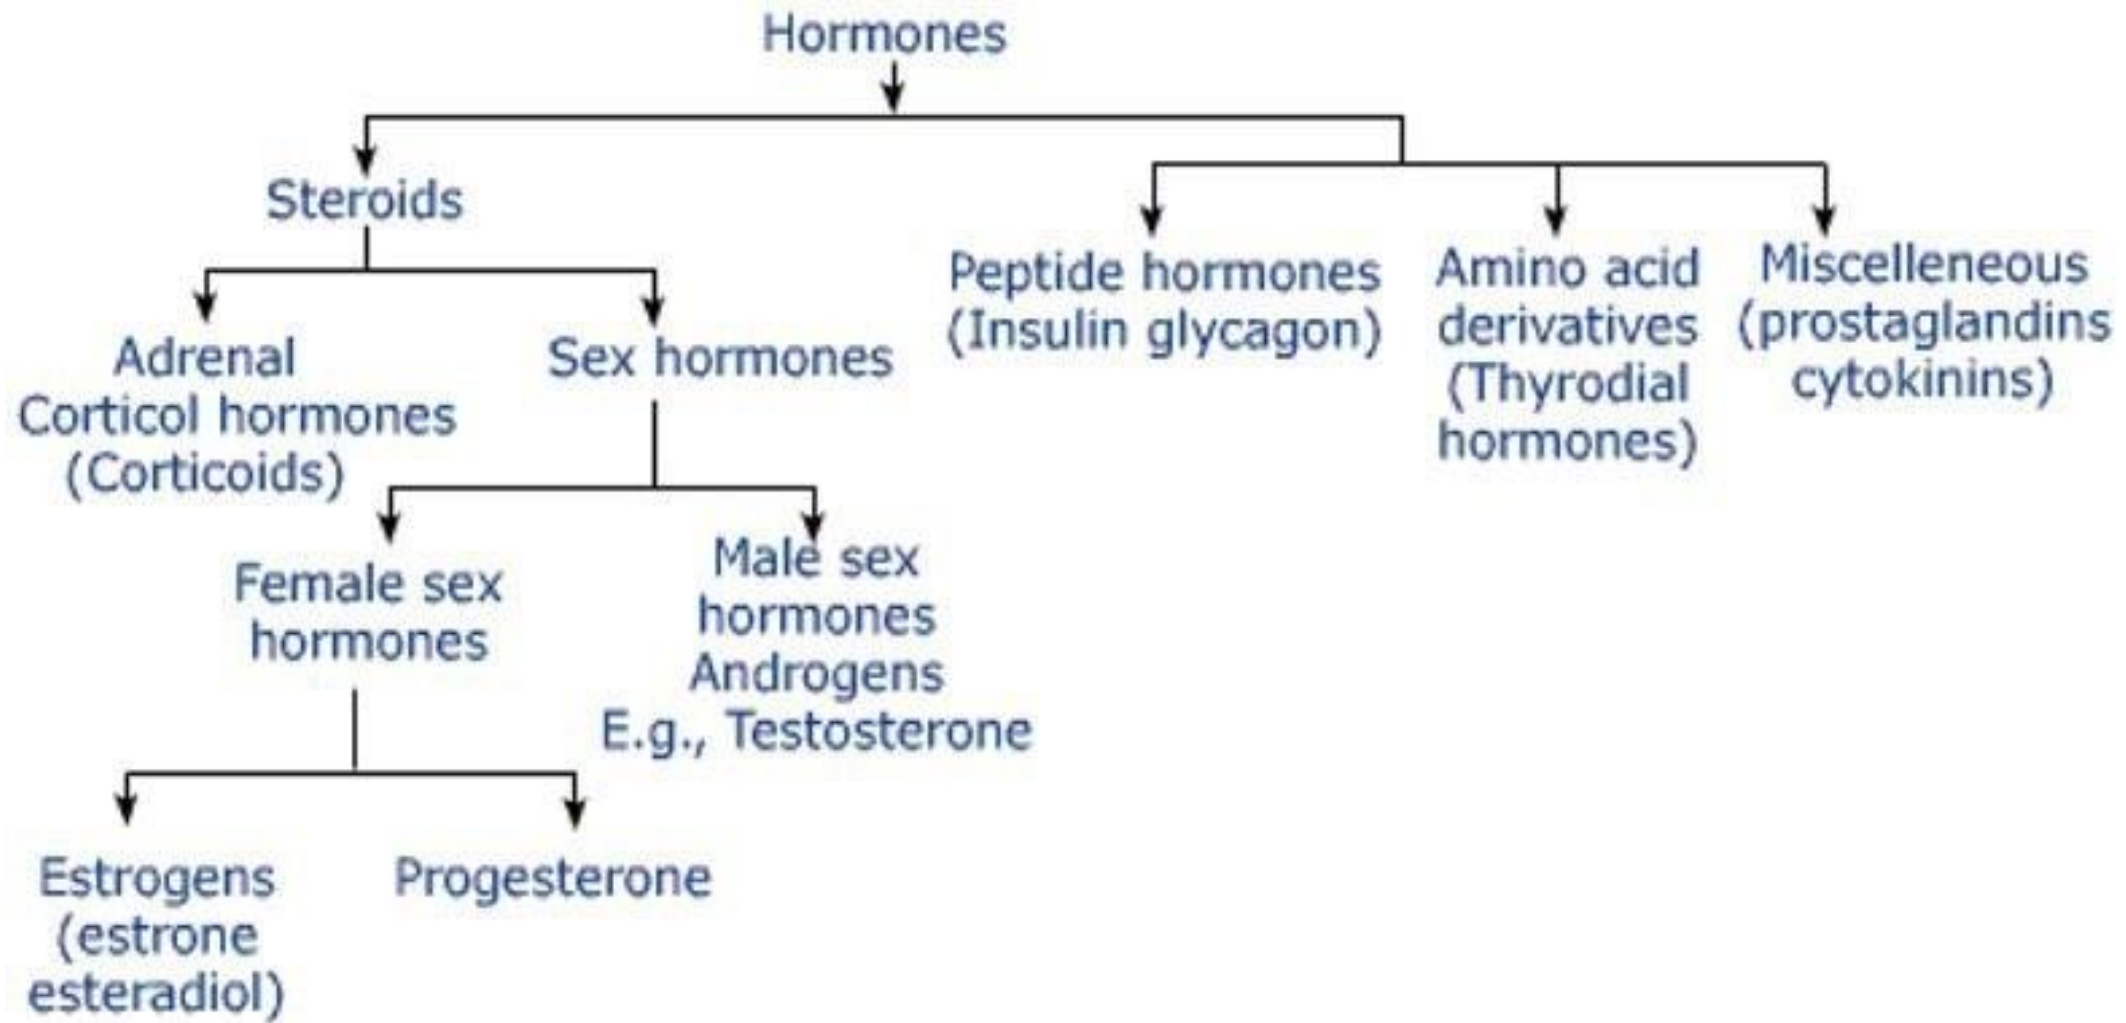 Hormones
Steroids
Peptide hormones
(Insulin glycagon)
Amino acid
derivatives
(Thyrodial
hormones)
Miscelleneous
(prostaglandins
cytokinins)
Adrenal
Corticol hormones
(Corticoids)
Sex hormones
Female sex
hormones
Male sex
hormones
Androgens
E.g., Testosterone
Estrogens
(estrone
esteradiol)
Progesterone